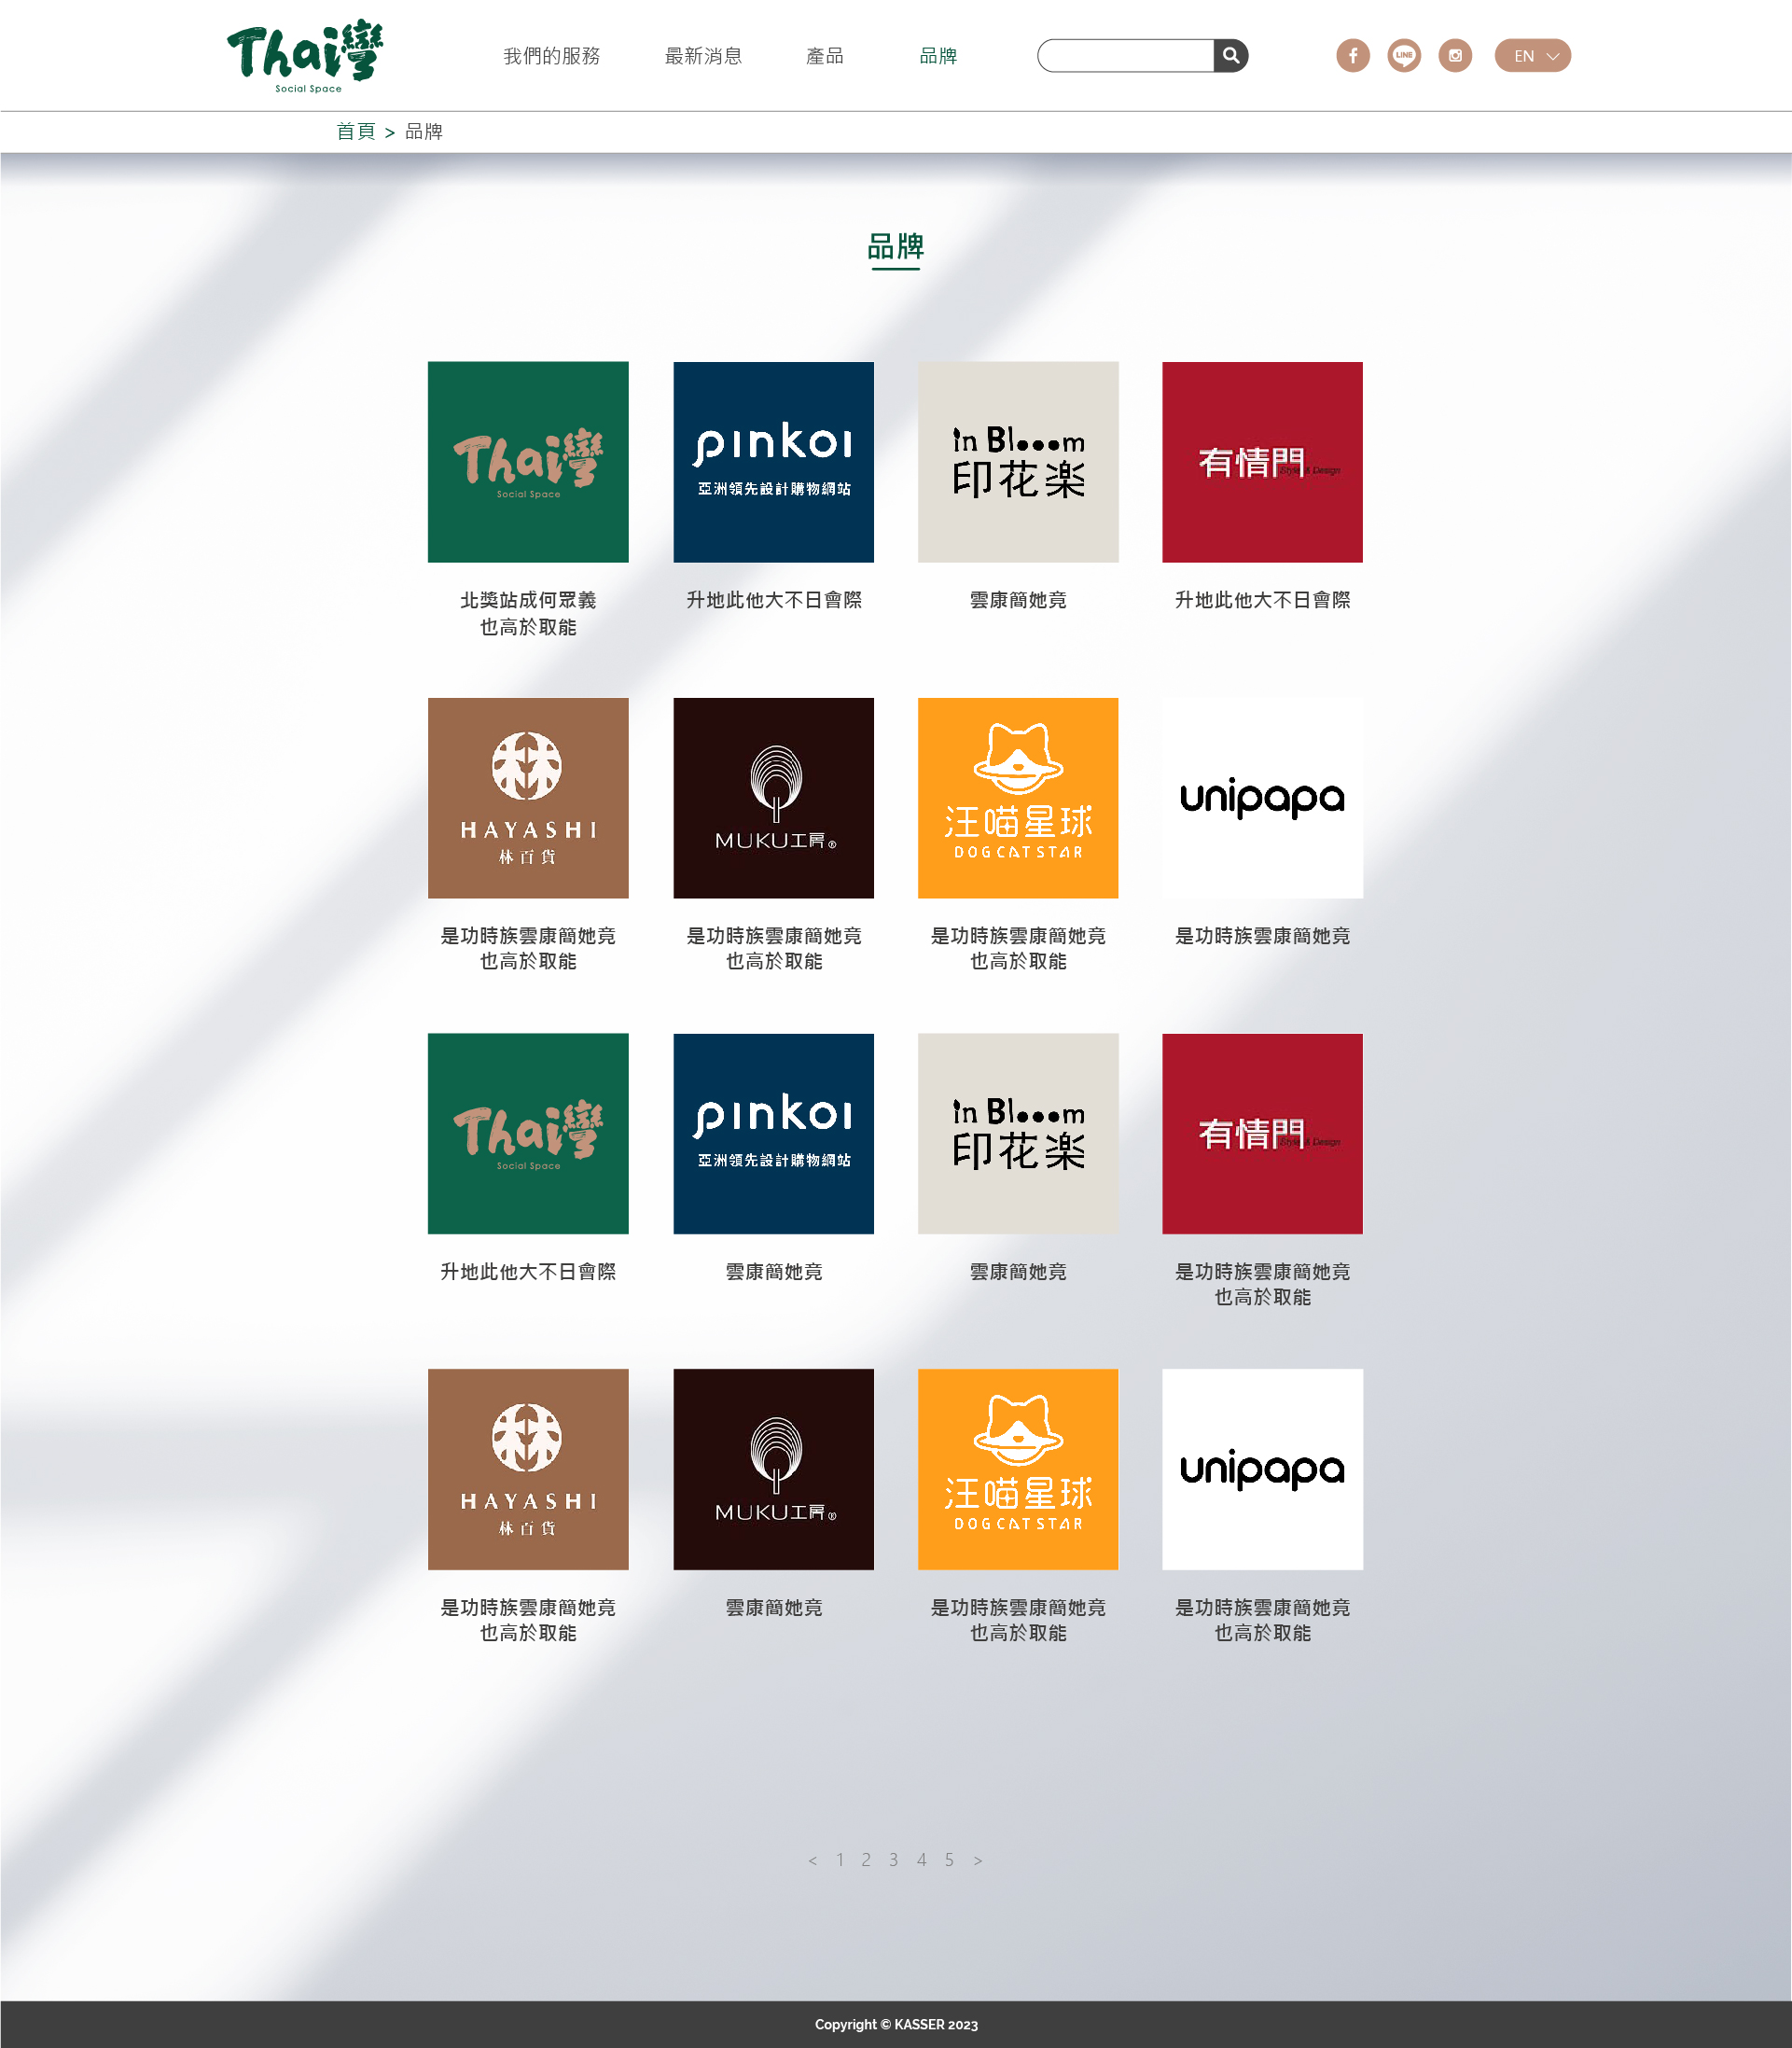 Thai灣
Social Space
我們的服務
最新消息
產品
品牌
LINE
EN
首頁 > 品牌
品牌
Thai灣
Social Space
pinkoi
亞洲領先設計購物網站
in Blooom
印花楽
有情門
Style & Design
北獎站成何眾義
也高於取能
升地此他大不日會際
雲康簡她竟
升地此他大不日會際
HAYASHI
林百貨
MUKU工房®
汪喵星球
DOG CAT STAR
unipapa
是功時族雲康簡她竟
也高於取能
是功時族雲康簡她竟
也高於取能
是功時族雲康簡她竟
也高於取能
是功時族雲康簡她竟
Thai灣
Social Space
pinkoi
亞洲領先設計購物網站
in Blooom
印花楽
有情門
Style & Design
升地此他大不日會際
雲康簡她竟
雲康簡她竟
是功時族雲康簡她竟
也高於取能
HAYASHI
林百貨
MUKU工房®
汪喵星球
DOG CAT STAR
unipapa
是功時族雲康簡她竟
也高於取能
雲康簡她竟
是功時族雲康簡她竟
也高於取能
是功時族雲康簡她竟
也高於取能
< 1 2 3 4 5 >
Copyright © KASSER 2023